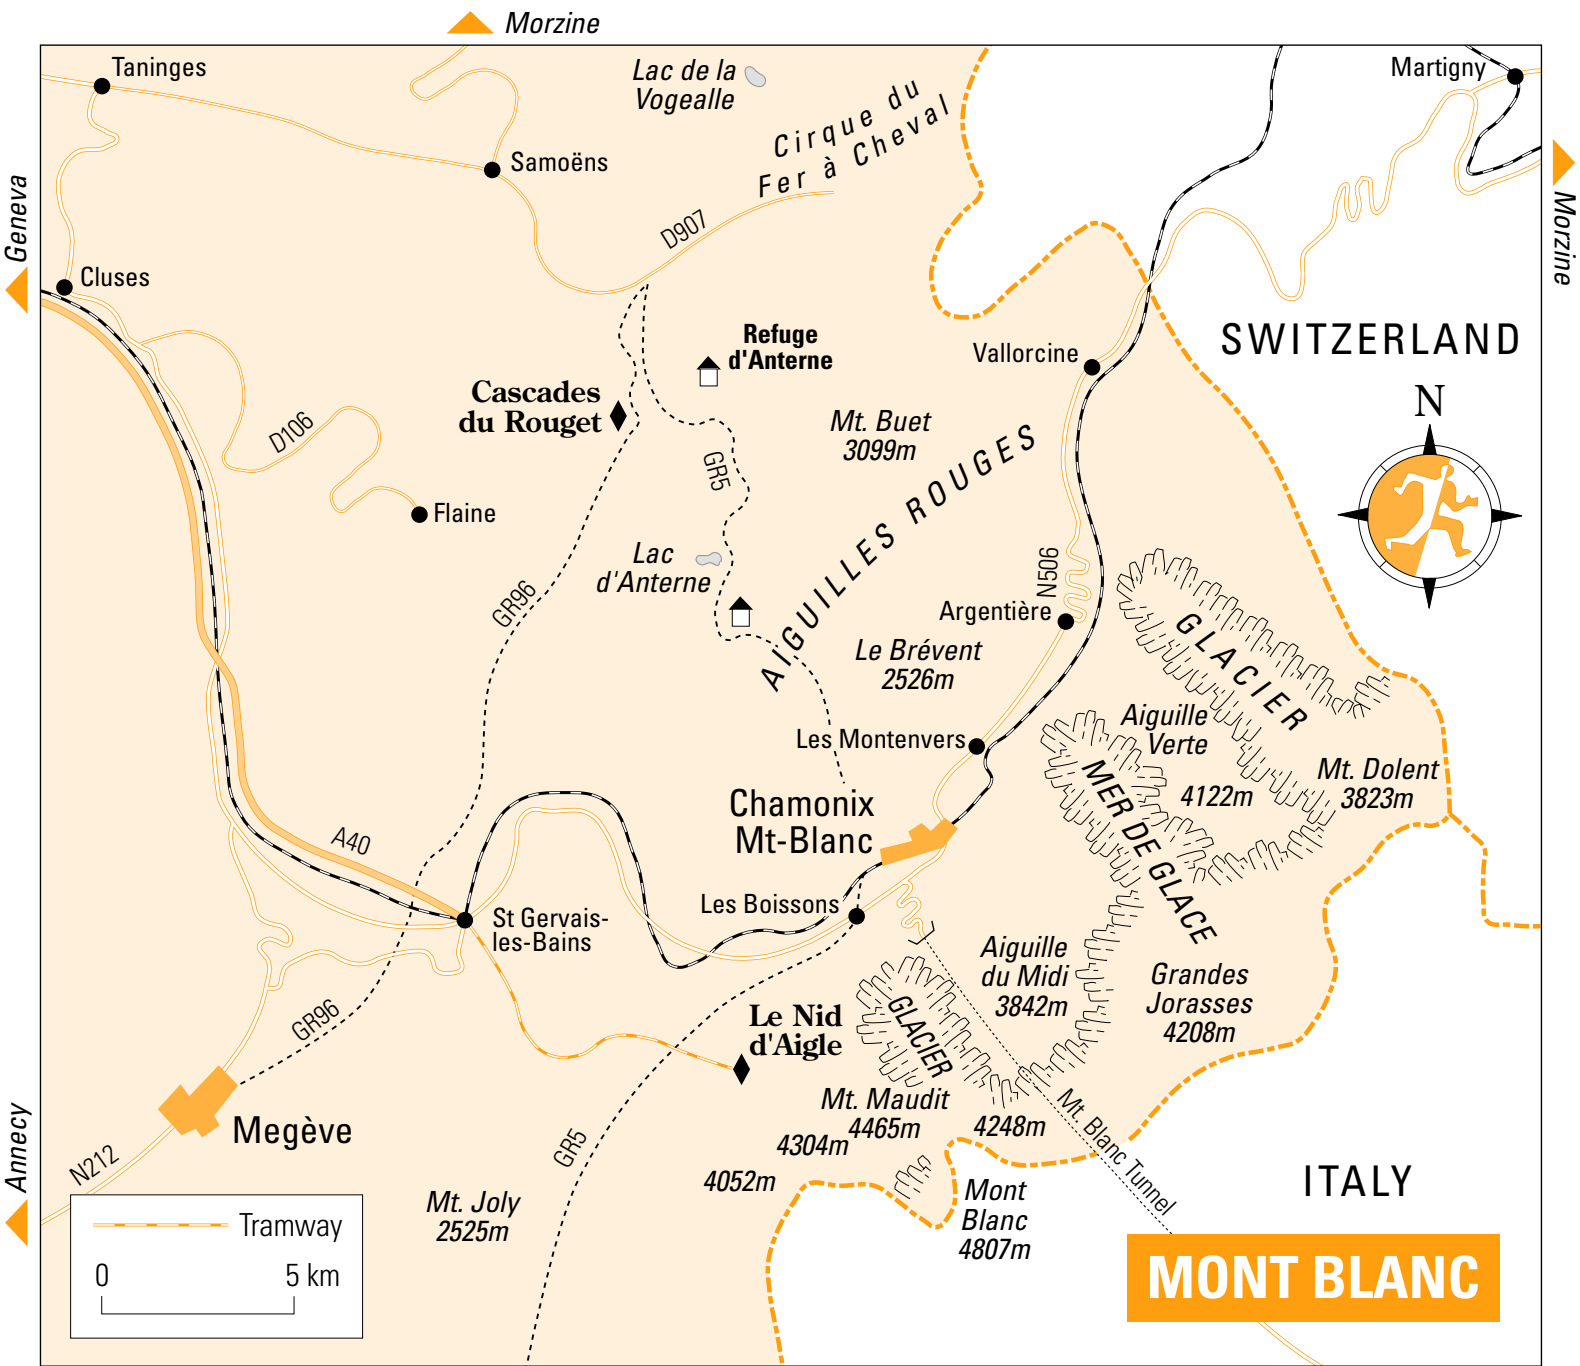 Morzine
Taninges
Lac de la
Vogealle
Cirque du
Fer à Cheval
Martigny
Samoëns
Geneva
Morzine
D907
Cluses
SWITZERLAND
Refuge
d'Anterne
Vallorcine
Cascades
du Rouget
N
D106
Mt. Buet
3099m
GR5
AIGUILLES ROUGES
Flaine
Lac
d'Anterne
N506
GR96
Argentière
GLACIER
Le Brévent
2526m
Aiguille
Verte
4122m
Les Montenvers
MER DE GLACE
Mt. Dolent
3823m
Chamonix
Mt-Blanc
A40
Les Boissons
St Gervais-
les-Bains
Aiguille
du Midi
3842m
Grandes
Jorasses
4208m
GR96
Le Nid
d'Aigle
GLACIER
Mt. Maudit
4465m
4304m
4248m
Mt. Blanc Tunnel
Megève
Annecy
N212
GR5
4052m
ITALY
Mt. Joly
2525m
Mont
Blanc
4807m
Tramway
0 5 km
MONT BLANC